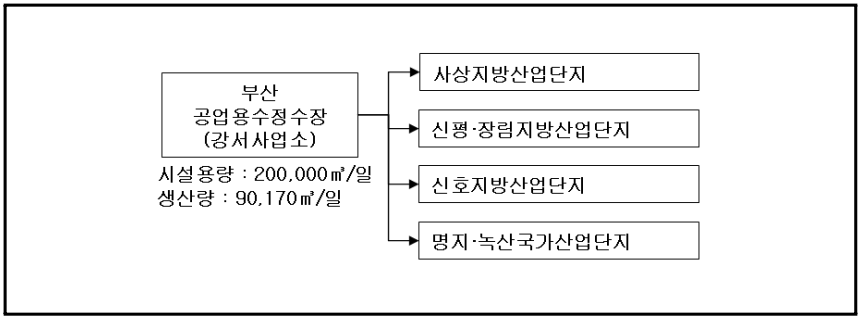 부산
공업용수정수장
(강서사업소)
시설용량 : 200,000㎥/일
생산량 : 90,170㎥/일
사상지방산업단지
신평·장림지방산업단지
신호지방산업단지
명지·녹산국가산업단지